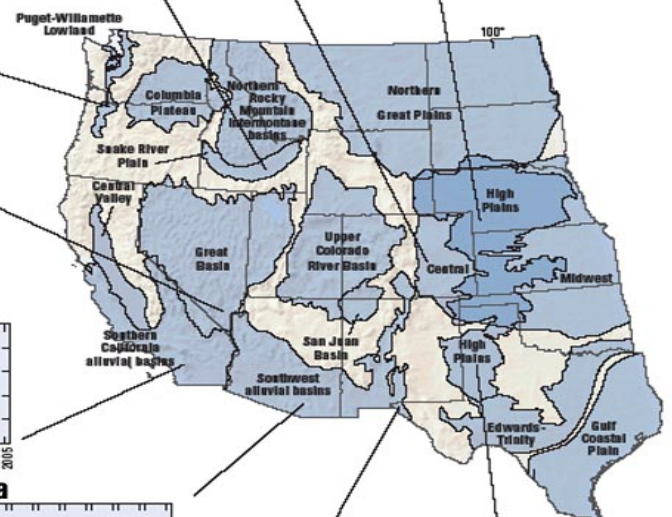 Puget-Willamette
Lowland
100°
Columbia
Plateau
Northern
Rocky
Mountain
Intermontane
basins
Northern
Great Plains
Snake River
Plain
Central
Valley
High
Plains
Great
Basin
Upper
Colorado
River Basin
Central
Midwest
Southern
California
alluvial basins
San Juan
Basin
High
Plains
Southwest
alluvial basins
Edwards-
Trinity
Gulf
Coastal
Plain
2005
a